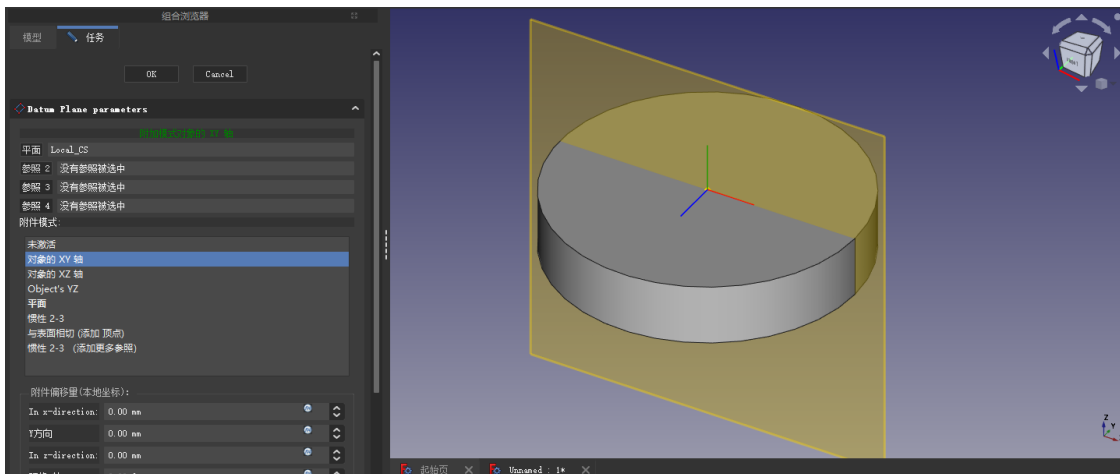 组合浏览器
模型
任务
OK
Cancel
Datum Plane parameters
附加模式对象的 XY 轴
平面 Local_CS
参照 2 没有参照被选中
参照 3 没有参照被选中
参照 4 没有参照被选中
附件模式:
未激活
对象的 XY 轴
对象的 XZ 轴
Object's YZ
平面
惯性 2-3
与表面相切 (添加 顶点)
惯性 2-3 (添加更多参照)
附件偏移量(本地坐标):
In x-direction: 0.00 mm
Y方向 0.00 mm
In z-direction: 0.00 mm
Z
Y
起始页
Unnamed : 1*